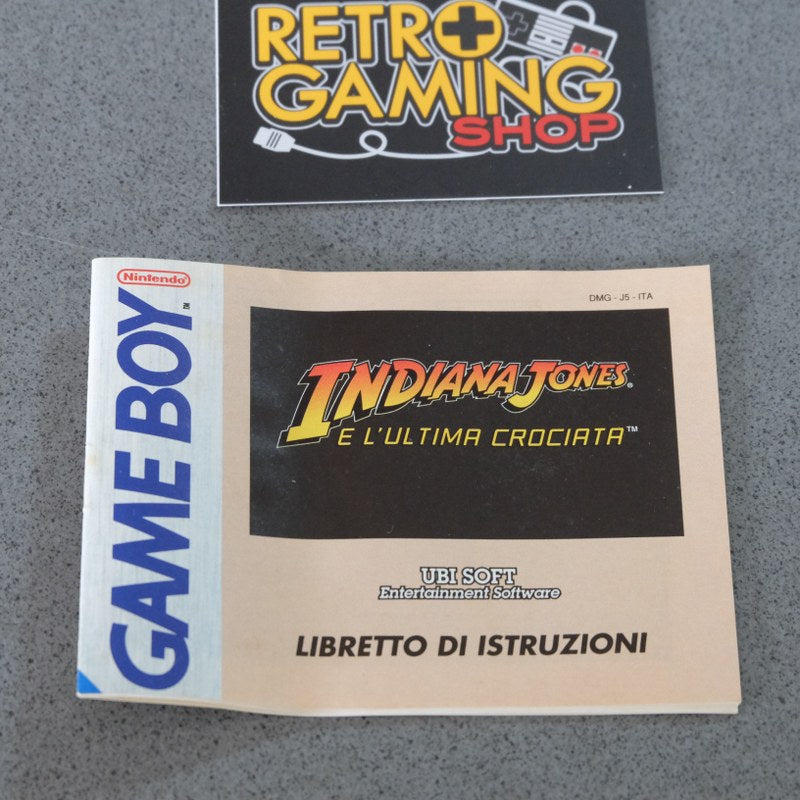 RETRO
GAMING
SHOP
Nintendo
GAME BOY™
DMG - J5 - ITA
INDIANA JONES®
E L'ULTIMA CROCIATA™
UBI SOFT
Entertainment Software
LIBRETTO DI ISTRUZIONI